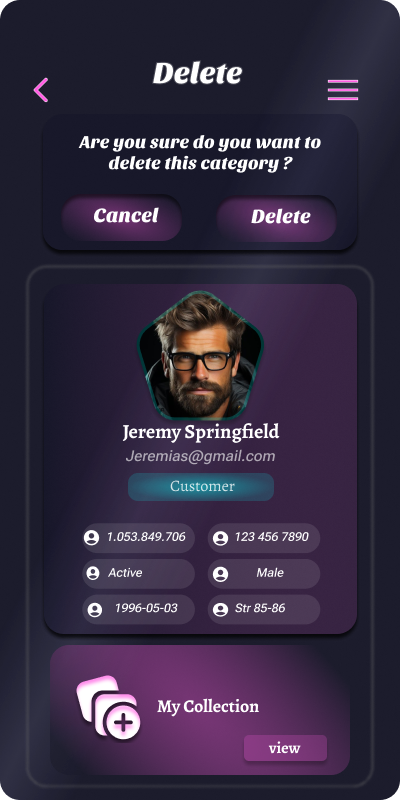 Delete
Are you sure do you want to
delete this category ?
Cancel
Delete
Jeremy Springfield
Jeremias@gmail.com
Customer
1.053.849.706
123 456 7890
Active
Male
1996-05-03
Str 85-86
My Collection
view